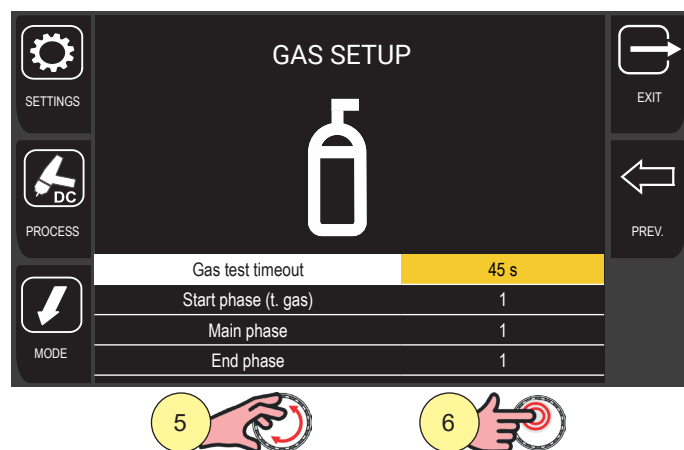 GAS SETUP
SETTINGS
EXIT
DC
PROCESS
PREV.
MODE
Gas test timeout 45 s
Start phase (t. gas) 1
Main phase 1
End phase 1
5 6